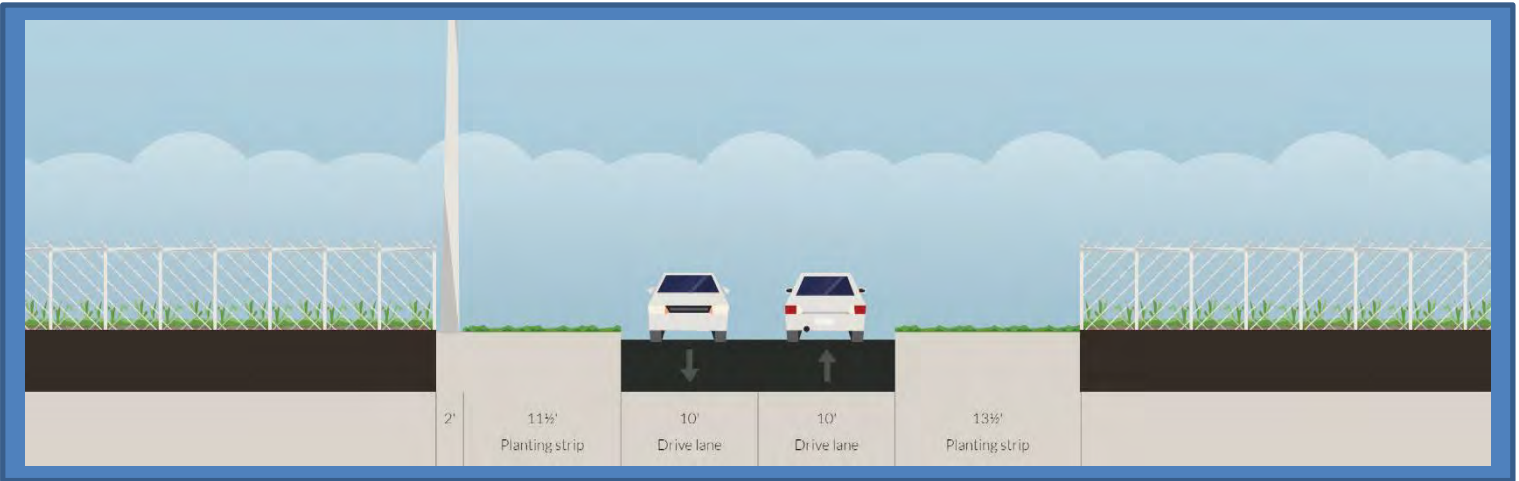 2' 11½' 10' 10' 13½'
Planting strip Drive lane Drive lane Planting strip